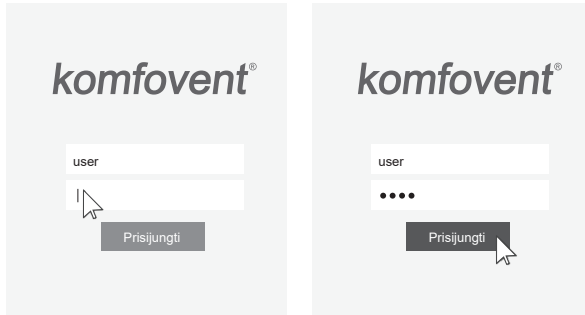 komfovent®
user
Prisijungti
komfovent®
user
••••
Prisijungti